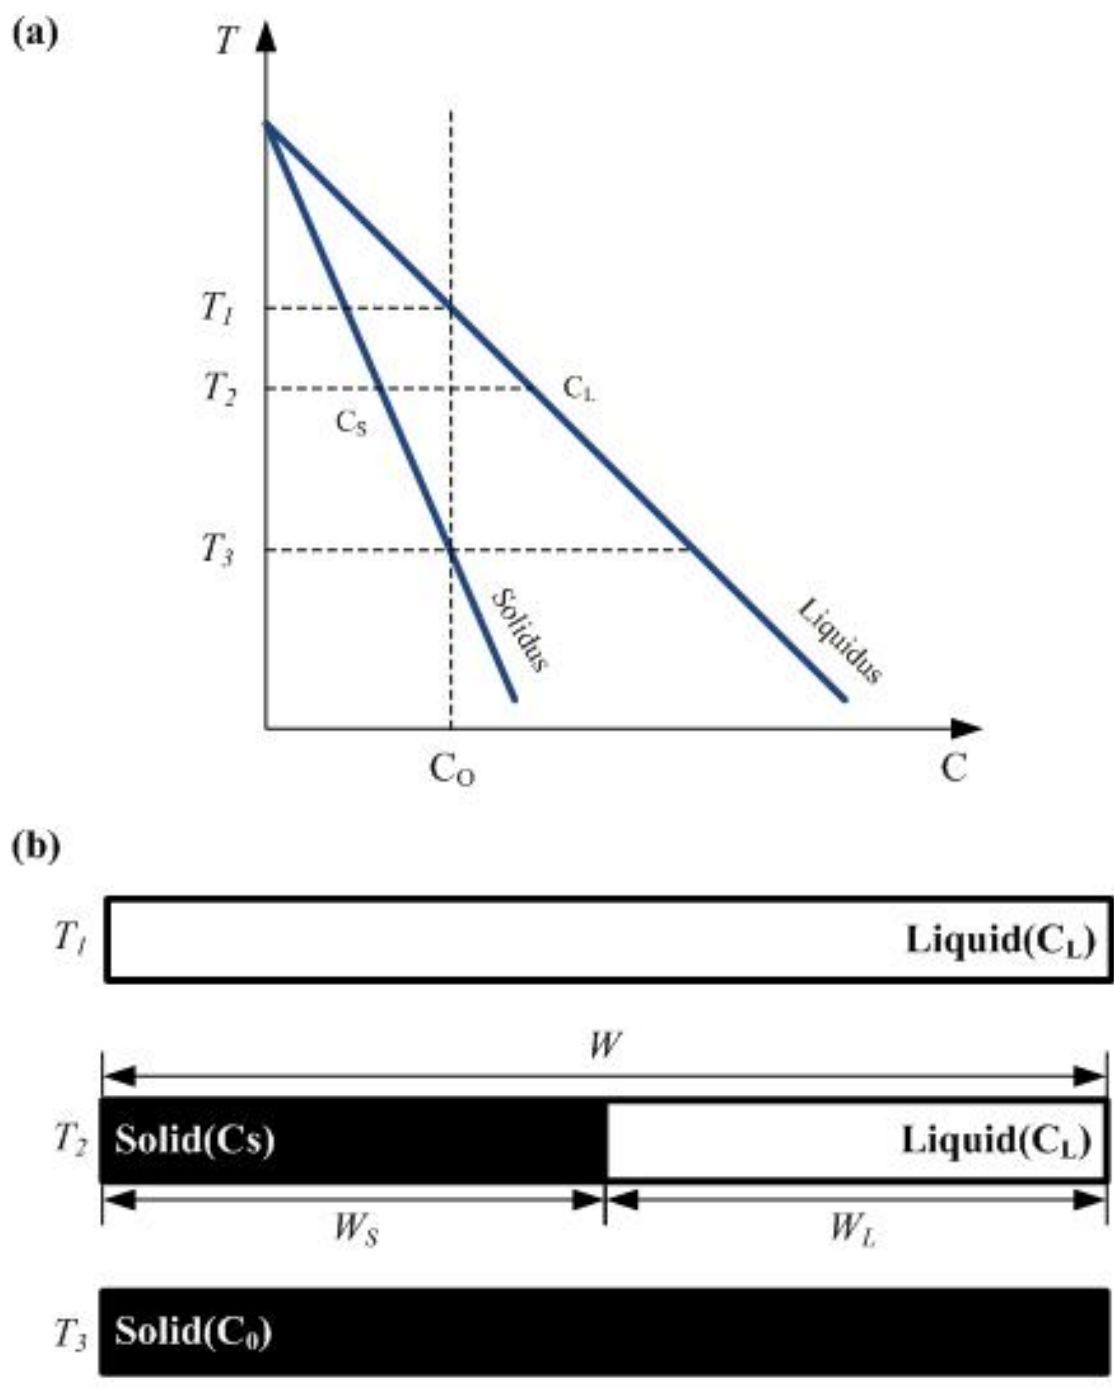 (a)
T
T1
T2
CL
CS
T3
Solidus
Liquidus
CO
C
(b)
T1
Liquid(CL)
W
T2
Solid(Cs)
Liquid(CL)
WS
WL
T3
Solid(C0)